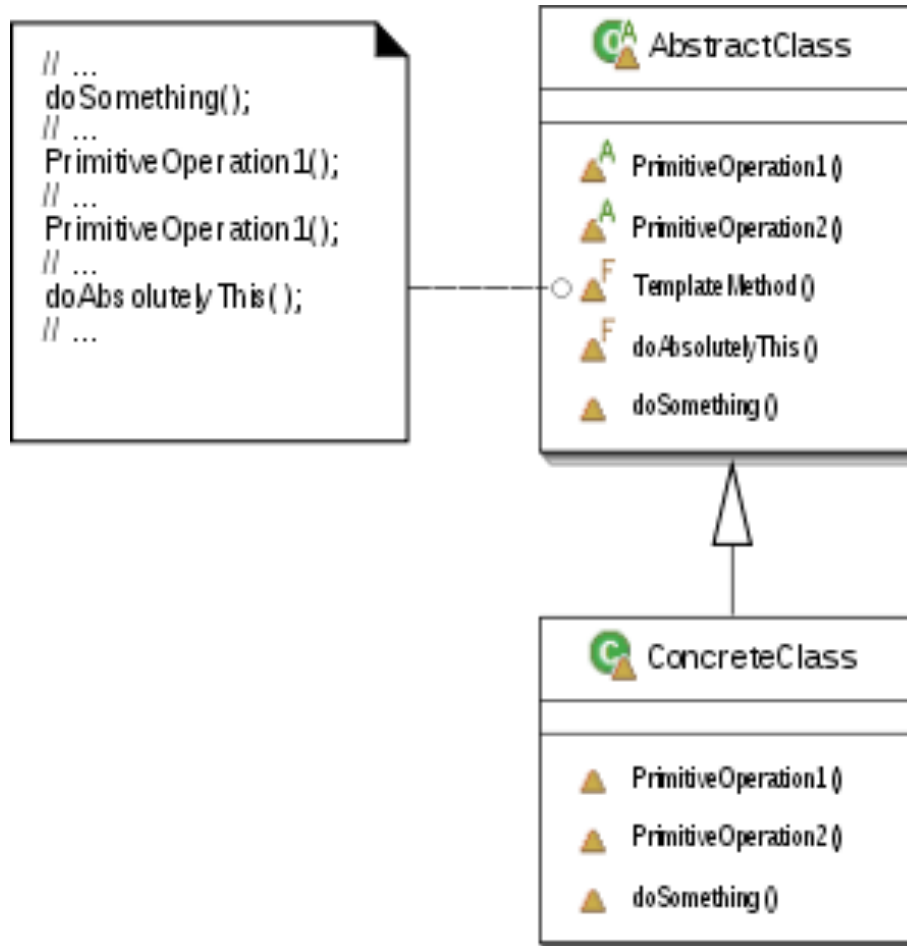 // ...
doSomething();
// ...
PrimitiveOperation1();
// ...
PrimitiveOperation1();
// ...
doAbsolutelyThis();
// ...
C A AbstractClass
A PrimitiveOperation1()
A PrimitiveOperation2()
F TemplateMethod()
F doAbsolutelyThis()
doSomething()
C ConcreteClass
PrimitiveOperation1()
PrimitiveOperation2()
doSomething()